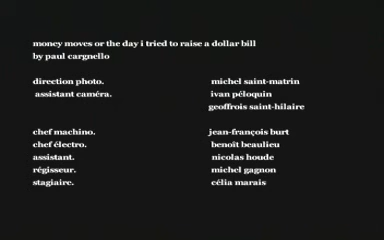 money moves or the day i tried to raise a dollar bill
by paul cargnello
direction photo. michel saint-matrin
assistant caméra. ivan péloquin
geoffrois saint-hilaire
chef machino. jean-françois burt
chef électro. benoît beaulieu
assistant. nicolas houde
régisseur. michel gagnon
stagiaire. célia marais